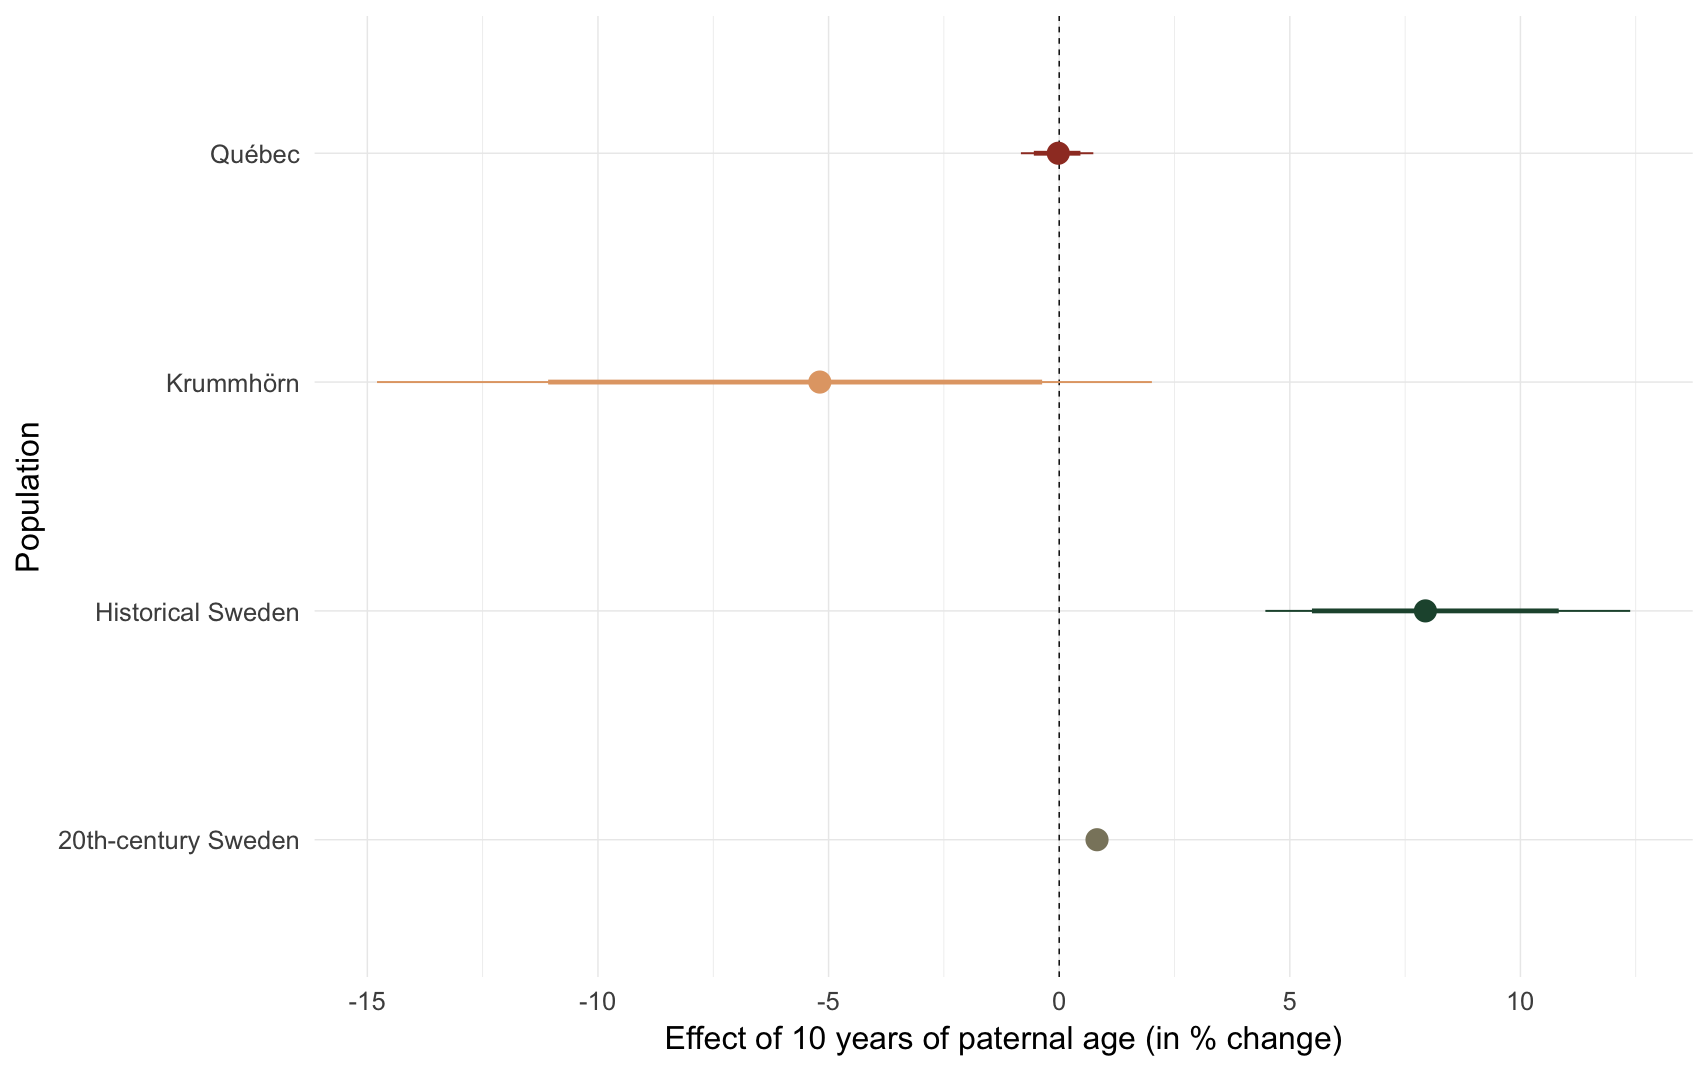 Population
Québec
Krummhörn
Historical Sweden
20th-century Sweden
-15 -10 -5 0 5 10
Effect of 10 years of paternal age (in % change)